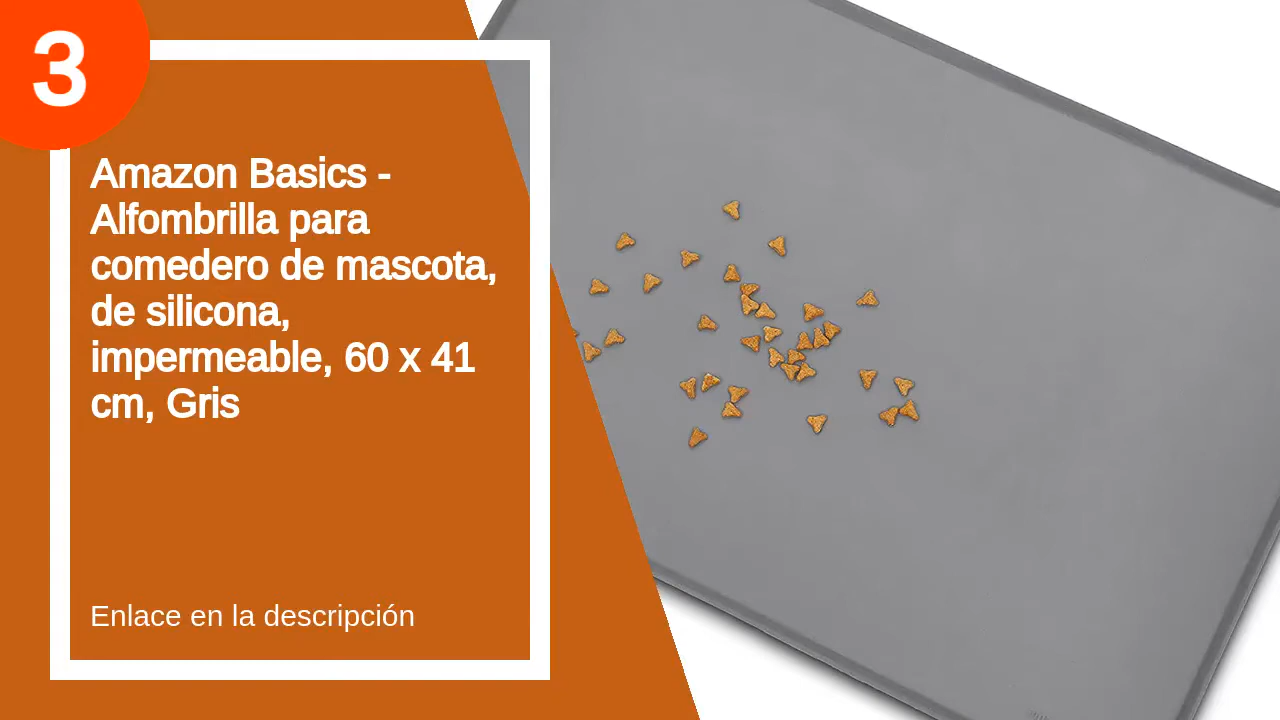 3
Amazon Basics -
Alfombrilla para
comedero de mascota,
de silicona,
impermeable, 60 x 41
cm, Gris
Enlace en la descripción